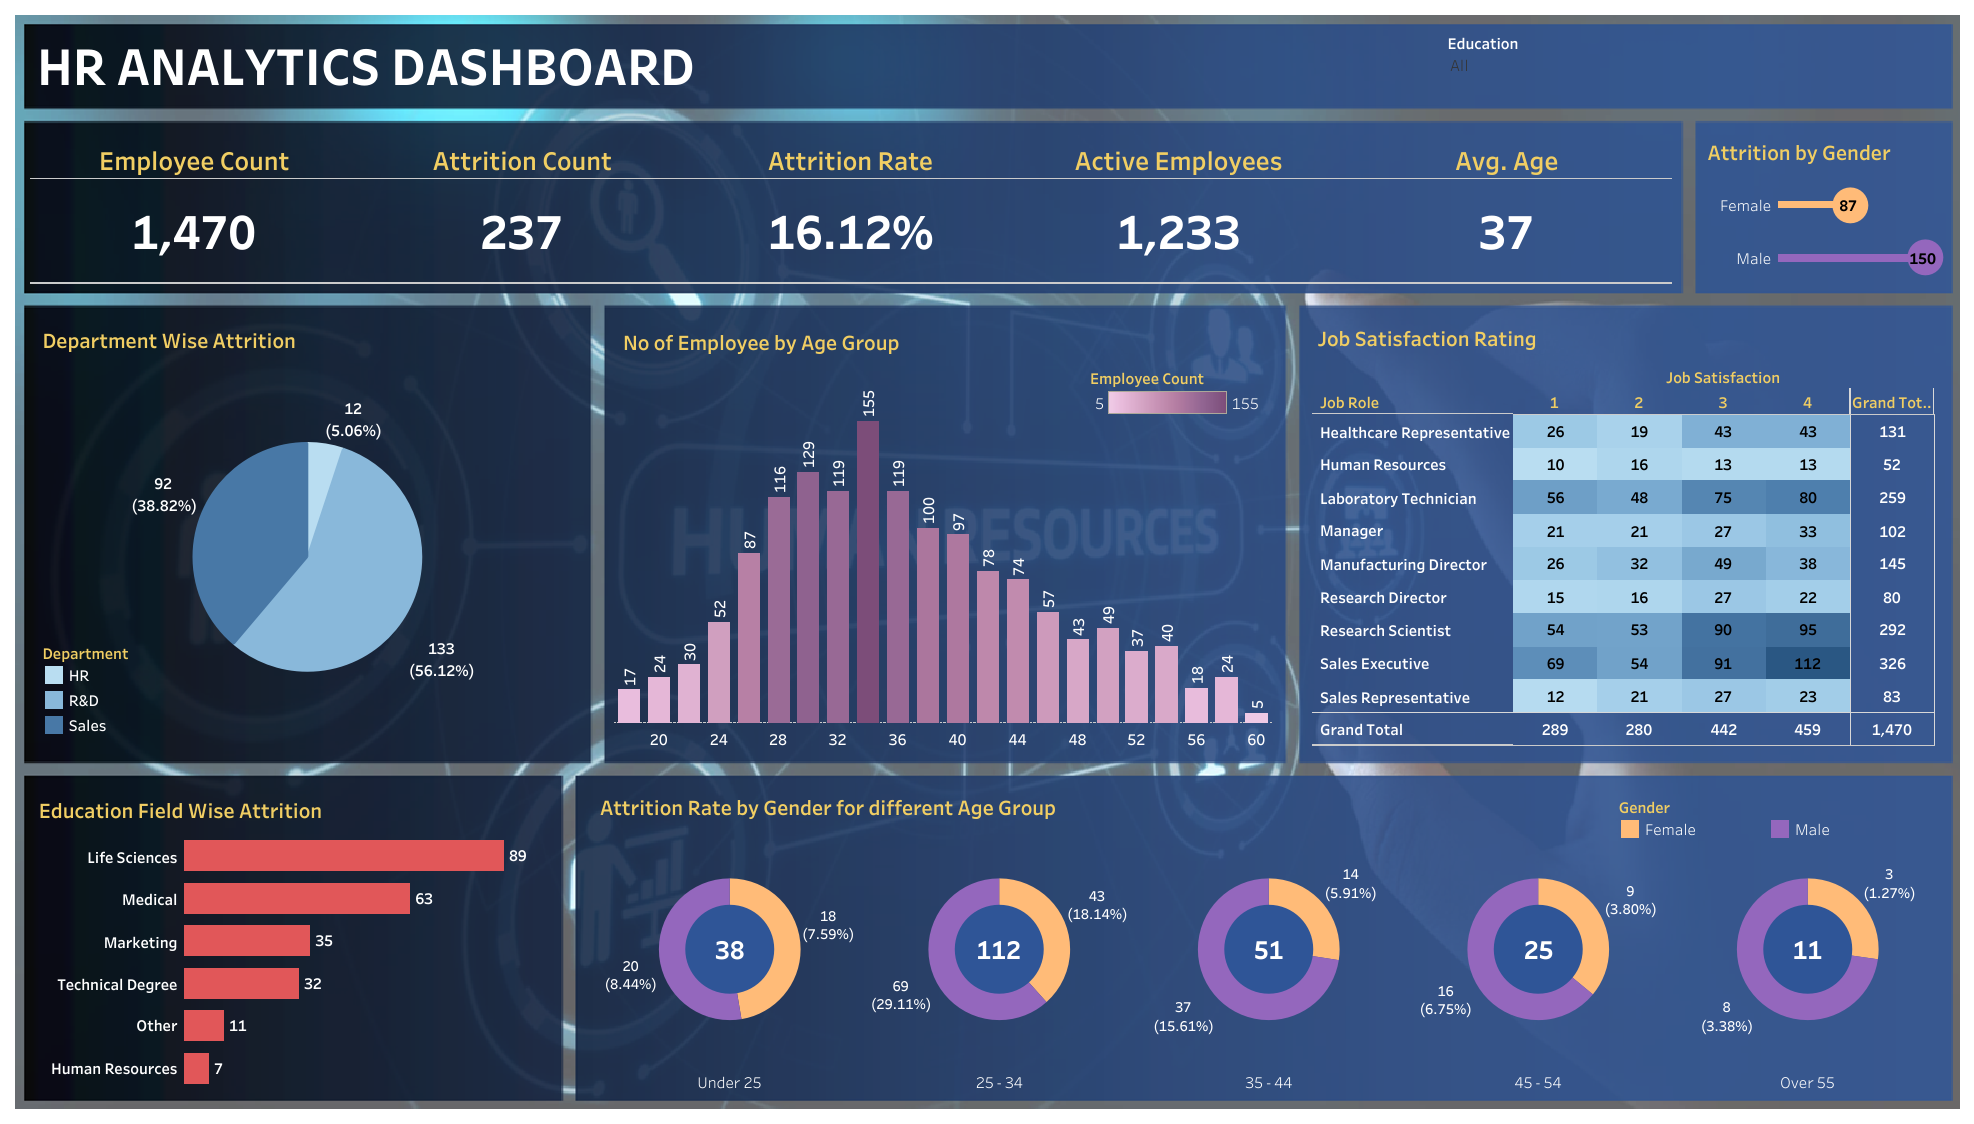 HR ANALYTICS DASHBOARD
Education
All
Employee Count
Attrition Count
Attrition Rate
Active Employees
Avg. Age
1,470
237
16.12%
1,233
37
Attrition by Gender
Female 87
Male 150
Department Wise Attrition
12
(5.06%)
92
(38.82%)
133
(56.12%)
Department
HR
R&D
Sales
No of Employee by Age Group
Employee Count
5 155
17 24 30 52 87 116 129 119 155 119 100 97 78 74 57 43 49 37 40 18 24 5
HUMAN RESOURCES
20 24 28 32 36 40 44 48 52 56 60
Job Satisfaction Rating
Job Satisfaction
Job Role 1 2 3 4 Grand Tot..
Healthcare Representative 26 19 43 43 131
Human Resources 10 16 13 13 52
Laboratory Technician 56 48 75 80 259
Manager 21 21 27 33 102
Manufacturing Director 26 32 49 38 145
Research Director 15 16 27 22 80
Research Scientist 54 53 90 95 292
Sales Executive 69 54 91 112 326
Sales Representative 12 21 27 23 83
Grand Total 289 280 442 459 1,470
Education Field Wise Attrition
Life Sciences 89
Medical 63
Marketing 35
Technical Degree 32
Other 11
Human Resources 7
Attrition Rate by Gender for different Age Group
Gender
Female Male
18
(7.59%)
38
20
(8.44%)
Under 25
43
(18.14%)
112
69
(29.11%)
25 - 34
14
(5.91%)
51
37
(15.61%)
35 - 44
9
(3.80%)
25
16
(6.75%)
45 - 54
3
(1.27%)
11
8
(3.38%)
Over 55